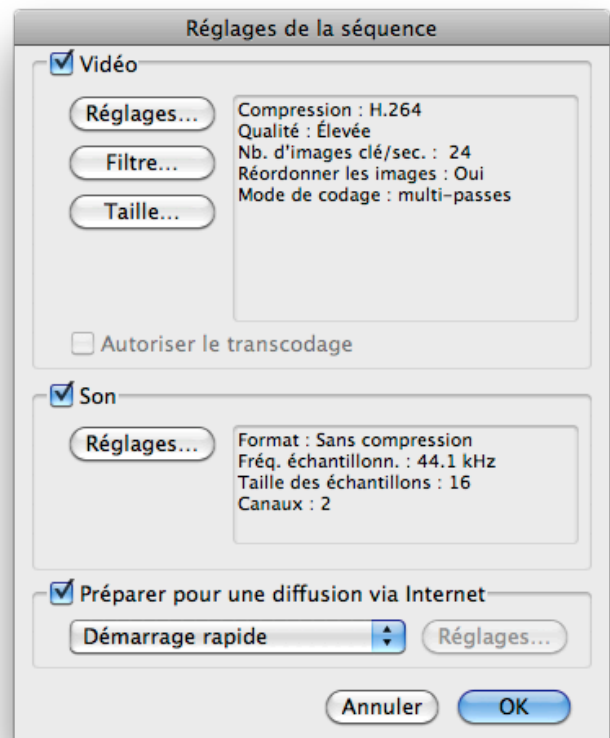 Réglages de la séquence
Vidéo
Réglages...
Filtre...
Taille...
Compression : H.264
Qualité : Élevée
Nb. d'images clé/sec. : 24
Réordonner les images : Oui
Mode de codage : multi-passes
Autoriser le transcodage
Son
Réglages...
Format : Sans compression
Fréq. échantillonn. : 44.1 kHz
Taille des échantillons : 16
Canaux : 2
Préparer pour une diffusion via Internet
Démarrage rapide
Réglages...
Annuler
OK